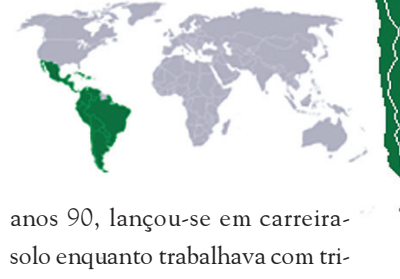 anos 90, lançou-se em carreira-
solo enquanto trabalhava com tri-